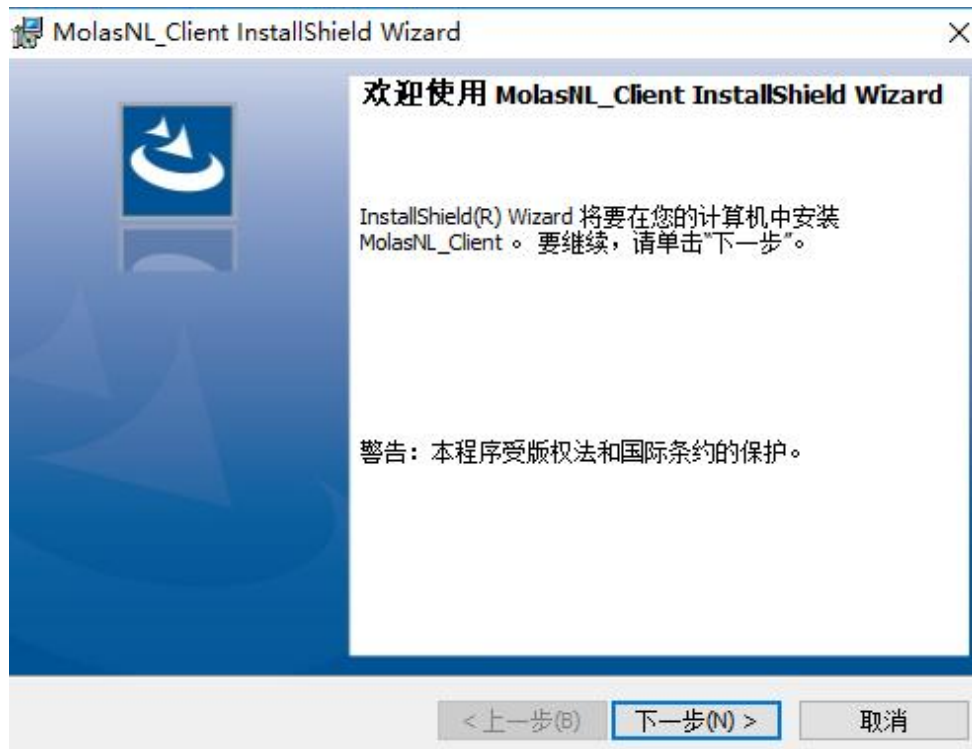 MolasNL_Client InstallShield Wizard
欢迎使用 MolasNL_Client InstallShield Wizard
InstallShield(R) Wizard 将要在您的计算机中安装
MolasNL_Client 。 要继续，请单击“下一步”。
警告：本程序受版权法和国际条约的保护。
<上一步(B)
下一步(N) >
取消